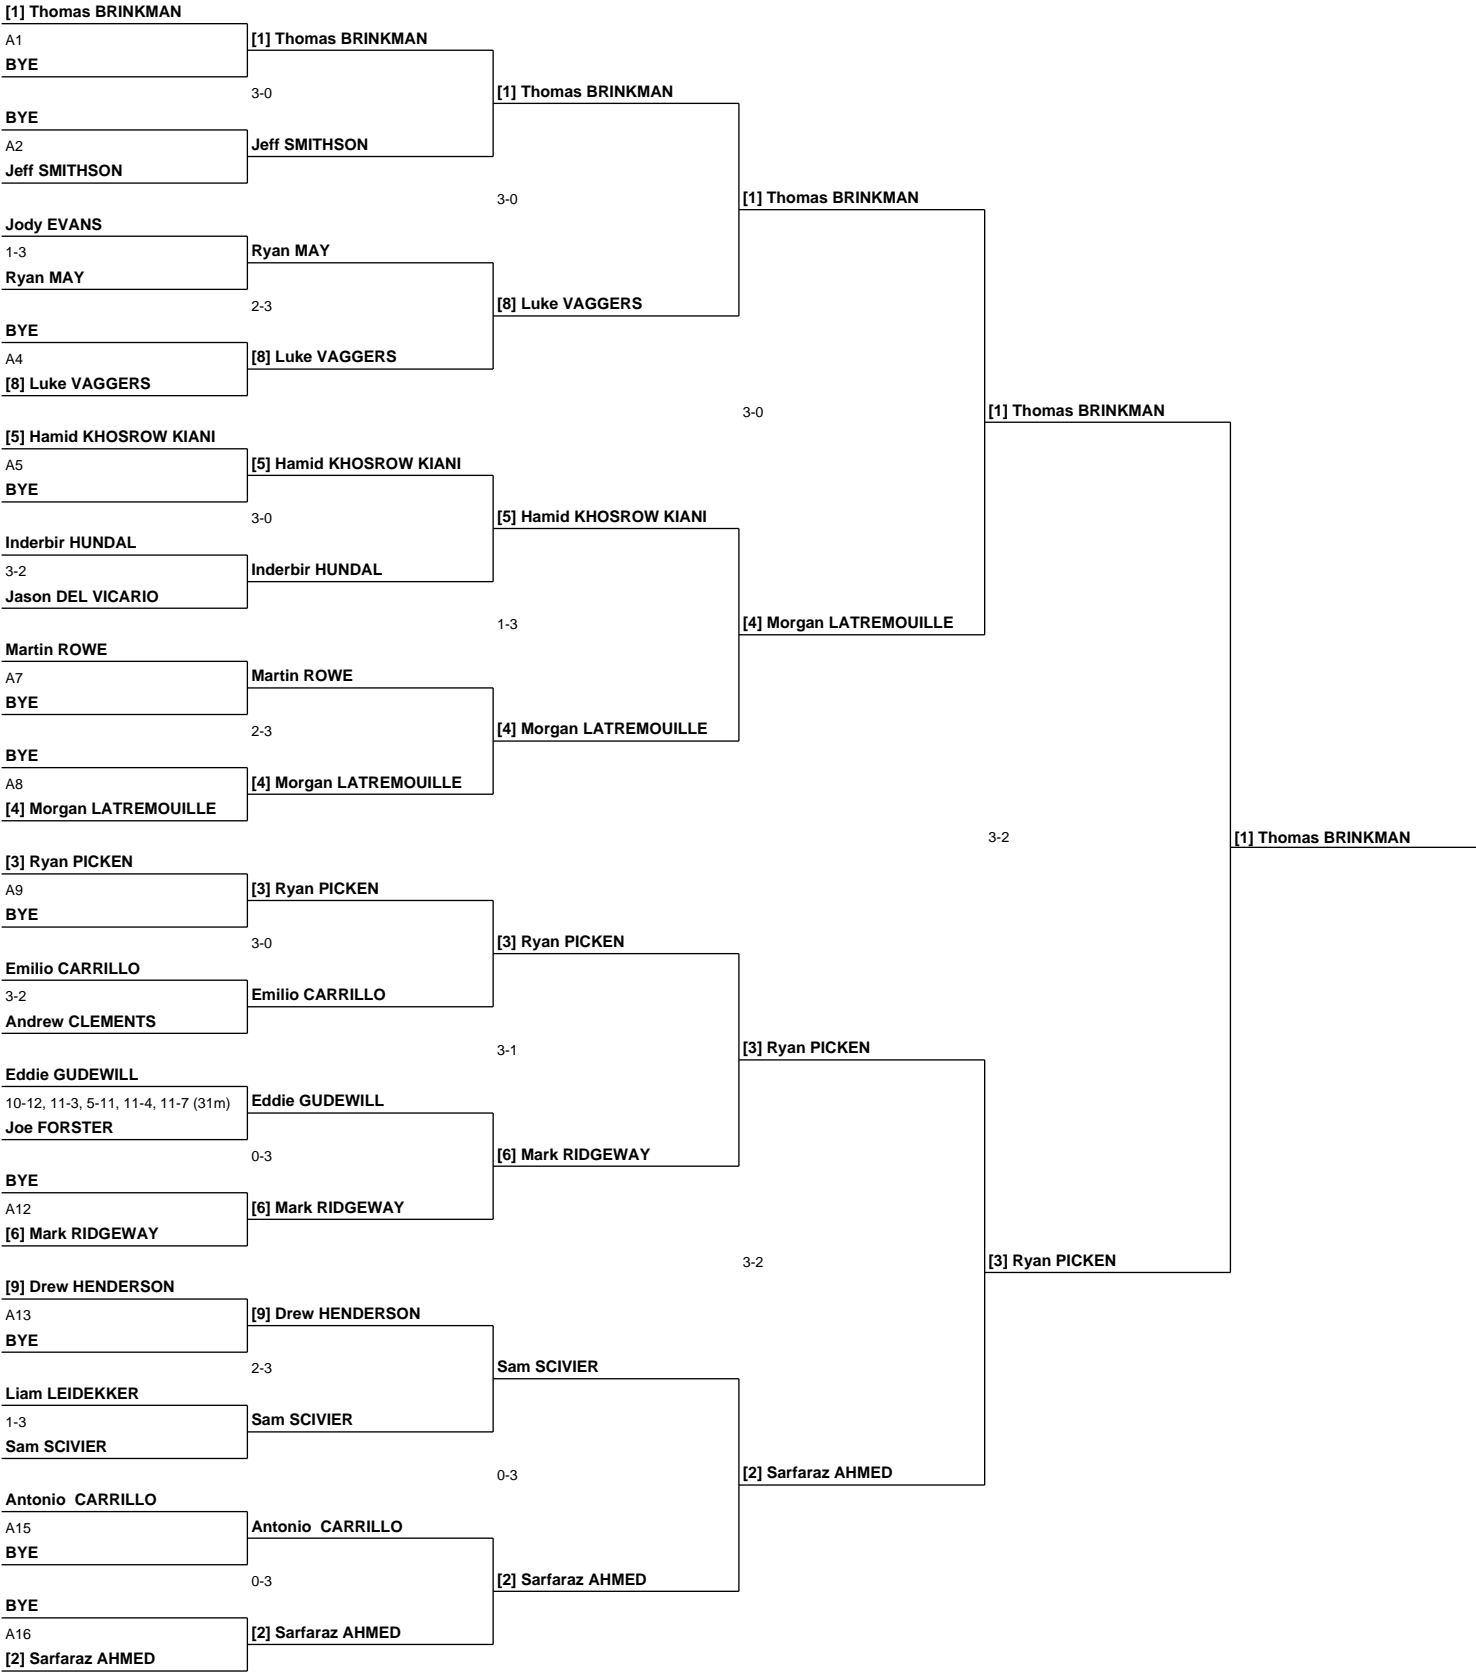 [1] Thomas BRINKMAN
A1
[1] Thomas BRINKMAN
BYE
3-0
[1] Thomas BRINKMAN
BYE
A2
Jeff SMITHSON
Jeff SMITHSON
3-0
[1] Thomas BRINKMAN
Jody EVANS
1-3
Ryan MAY
Ryan MAY
2-3
[8] Luke VAGGERS
BYE
A4
[8] Luke VAGGERS
[8] Luke VAGGERS
3-0
[1] Thomas BRINKMAN
[5] Hamid KHOSROW KIANI
A5
[5] Hamid KHOSROW KIANI
BYE
3-0
[5] Hamid KHOSROW KIANI
Inderbir HUNDAL
3-2
Inderbir HUNDAL
Jason DEL VICARIO
1-3
[4] Morgan LATREMOUILLE
Martin ROWE
A7
Martin ROWE
BYE
2-3
[4] Morgan LATREMOUILLE
BYE
A8
[4] Morgan LATREMOUILLE
[4] Morgan LATREMOUILLE
3-2
[1] Thomas BRINKMAN
[3] Ryan PICKEN
A9
[3] Ryan PICKEN
BYE
3-0
[3] Ryan PICKEN
Emilio CARRILLO
3-2
Emilio CARRILLO
Andrew CLEMENTS
3-1
[3] Ryan PICKEN
Eddie GUDEWILL
10-12, 11-3, 5-11, 11-4, 11-7 (31m)
Eddie GUDEWILL
Joe FORSTER
0-3
[6] Mark RIDGEWAY
BYE
A12
[6] Mark RIDGEWAY
[6] Mark RIDGEWAY
3-2
[3] Ryan PICKEN
[9] Drew HENDERSON
A13
[9] Drew HENDERSON
BYE
2-3
Sam SCIVIER
Liam LEIDEKKER
1-3
Sam SCIVIER
Sam SCIVIER
0-3
[2] Sarfaraz AHMED
Antonio  CARRILLO
A15
Antonio  CARRILLO
BYE
0-3
[2] Sarfaraz AHMED
BYE
A16
[2] Sarfaraz AHMED
[2] Sarfaraz AHMED